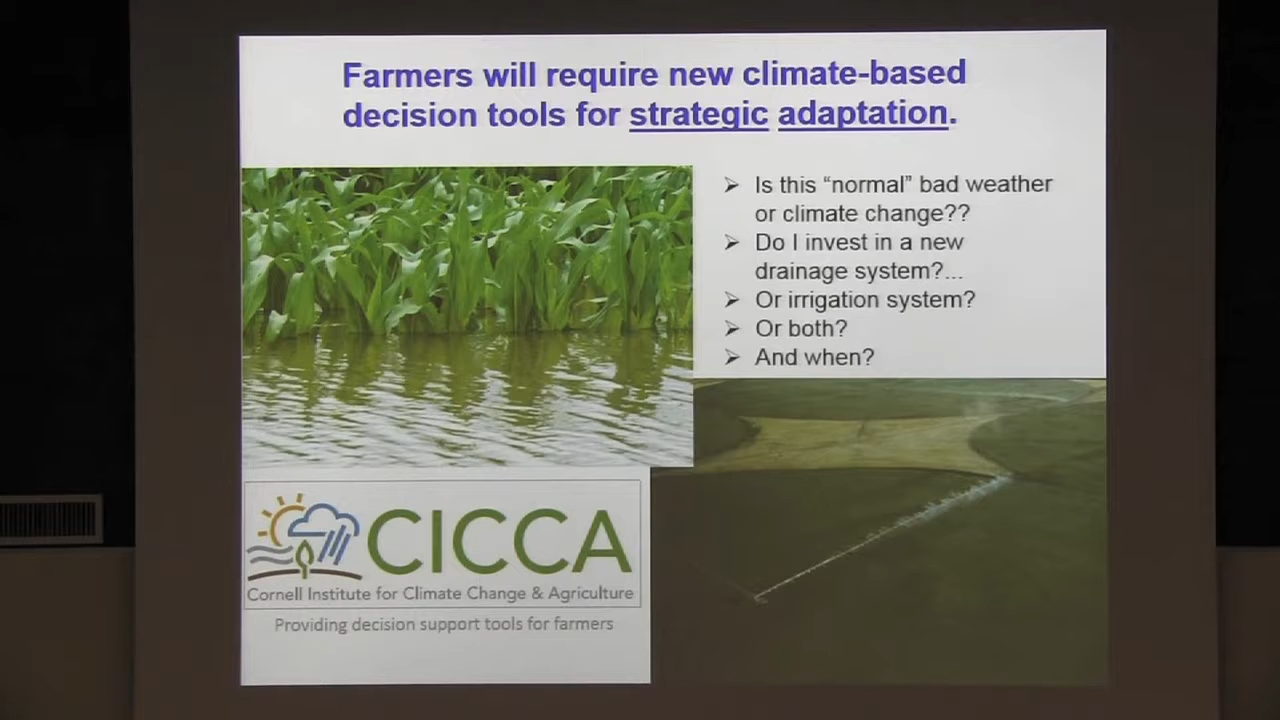 Farmers will require new climate-based
decision tools for strategic adaptation.
➢ Is this “normal” bad weather
or climate change??
➢ Do I invest in a new
drainage system?...
➢ Or irrigation system?
➢ Or both?
➢ And when?
CICCA
Cornell Institute for Climate Change & Agriculture
Providing decision support tools for farmers